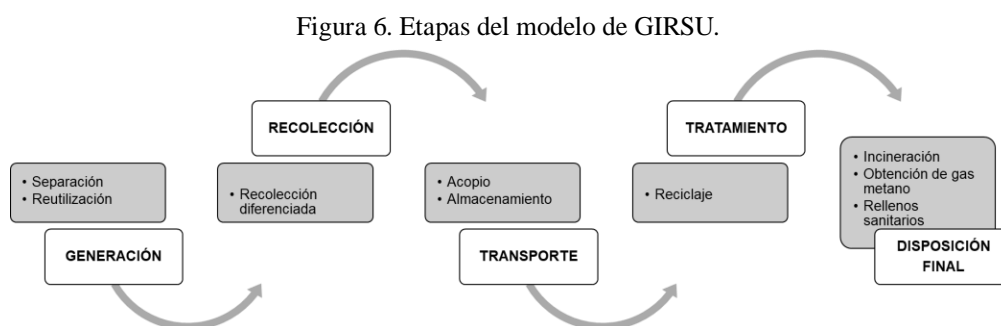 Figura 6. Etapas del modelo de GIRSU.
• Separación
• Reutilización
GENERACIÓN
RECOLECCIÓN
• Recolección
diferenciada
• Acopio
• Almacenamiento
TRANSPORTE
TRATAMIENTO
• Reciclaje
• Incineración
• Obtención de gas
metano
• Rellenos
sanitarios
DISPOSICIÓN
FINAL